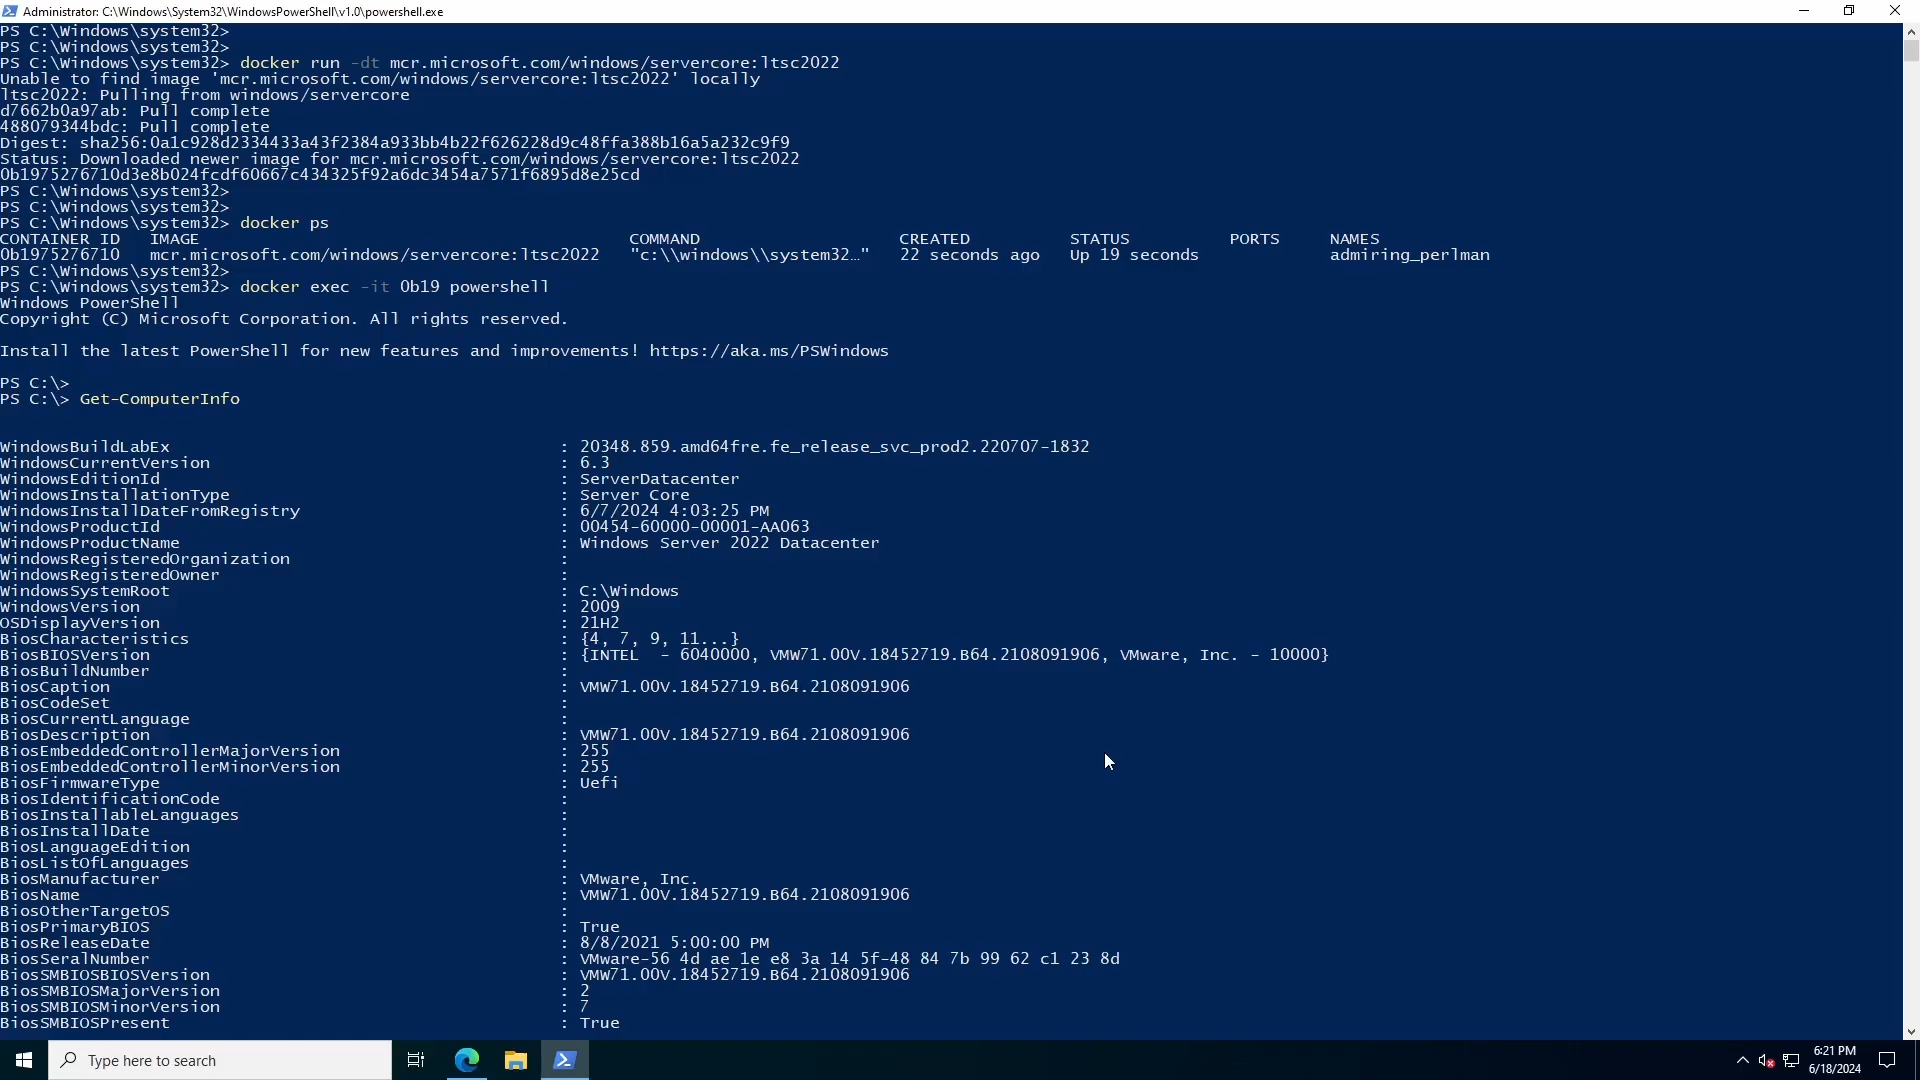 Administrator: C:\Windows\System32\WindowsPowerShell\v1.0\powershell.exe
PS C:\Windows\system32>
PS C:\Windows\system32>
PS C:\Windows\system32> docker run -dt mcr.microsoft.com/windows/servercore:ltsc2022
Unable to find image 'mcr.microsoft.com/windows/servercore:ltsc2022' locally
ltsc2022: Pulling from windows/servercore
d7662b0a97ab: Pull complete
488079344bdc: Pull complete
Digest: sha256:0a1c928d2334433a43f2384a933bb4b22f626228d9c48ffa388b16a5a232c9f9
Status: Downloaded newer image for mcr.microsoft.com/windows/servercore:ltsc2022
0b1975276710d3e8b024fcdf60667c434325f92a6dc3454a7571f6895d8e25cd
PS C:\Windows\system32>
PS C:\Windows\system32>
PS C:\Windows\system32> docker ps
CONTAINER ID IMAGE COMMAND CREATED STATUS PORTS NAMES
0b1975276710 mcr.microsoft.com/windows/servercore:ltsc2022 "c:\\windows\\system32…" 22 seconds ago Up 19 seconds admiring_perlman
PS C:\Windows\system32>
PS C:\Windows\system32> docker exec -it 0b19 powershell
Windows PowerShell
Copyright (C) Microsoft Corporation. All rights reserved.
Install the latest PowerShell for new features and improvements! https://aka.ms/PSWindows
PS C:\>
PS C:\> Get-ComputerInfo
WindowsBuildLabEx : 20348.859.amd64fre.fe_release_svc_prod2.220707-1832
WindowsCurrentVersion : 6.3
WindowsEditionId : ServerDatacenter
WindowsInstallationType : Server Core
WindowsInstallDateFromRegistry : 6/7/2024 4:03:25 PM
WindowsProductId : 00454-60000-00001-AA063
WindowsProductName : Windows Server 2022 Datacenter
WindowsRegisteredOrganization :
WindowsRegisteredOwner :
WindowsSystemRoot : C:\Windows
WindowsVersion : 2009
OSDisplayVersion : 21H2
BiosCharacteristics : {4, 7, 9, 11...}
BiosBIOSVersion : {INTEL - 6040000, VMW71.00V.18452719.B64.2108091906, VMware, Inc. - 10000}
BiosBuildNumber :
BiosCaption : VMW71.00V.18452719.B64.2108091906
BiosCodeSet :
BiosCurrentLanguage :
BiosDescription : VMW71.00V.18452719.B64.2108091906
BiosEmbeddedControllerMajorVersion : 255
BiosEmbeddedControllerMinorVersion : 255
BiosFirmwareType : Uefi
BiosIdentificationCode :
BiosInstallableLanguages :
BiosInstallDate :
BiosLanguageEdition :
BiosListOfLanguages :
BiosManufacturer : VMware, Inc.
BiosName : VMW71.00V.18452719.B64.2108091906
BiosOtherTargetOS :
BiosPrimaryBIOS : True
BiosReleaseDate : 8/8/2021 5:00:00 PM
BiosSeralNumber : VMware-56 4d ae 1e e8 3a 14 5f-48 84 7b 99 62 c1 23 8d
BiosSMBIOSBIOSVersion : VMW71.00V.18452719.B64.2108091906
BiosSMBIOSMajorVersion : 2
BiosSMBIOSMinorVersion : 7
BiosSMBIOSPresent : True
Type here to search
6:21 PM
6/18/2024